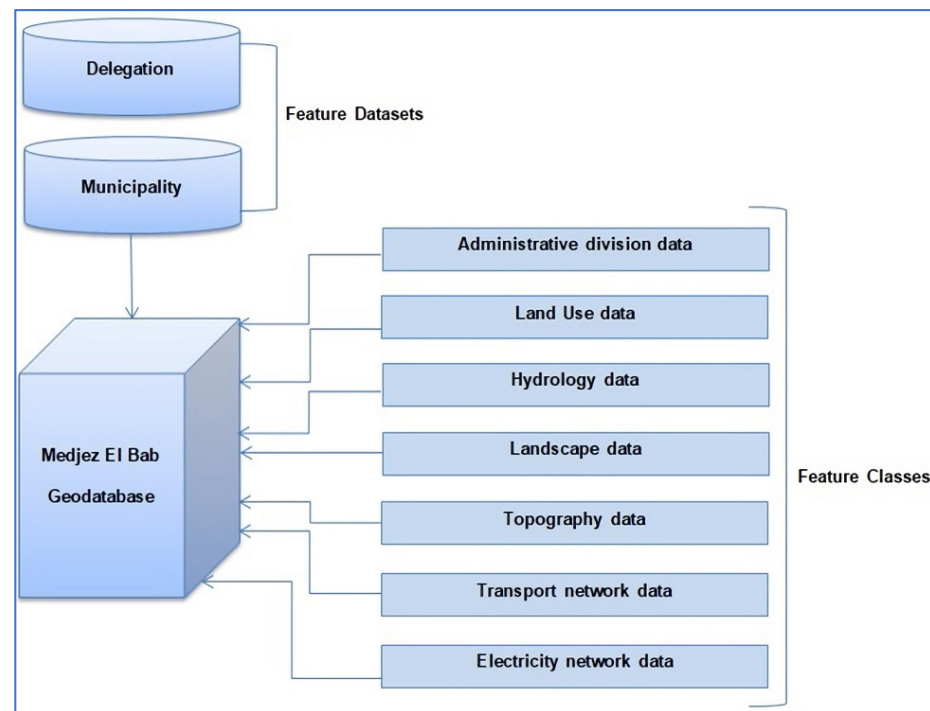 Delegation
Feature Datasets
Municipality
Administrative division data
Land Use data
Hydrology data
Medjez El Bab
Geodatabase
Landscape data
Feature Classes
Topography data
Transport network data
Electricity network data